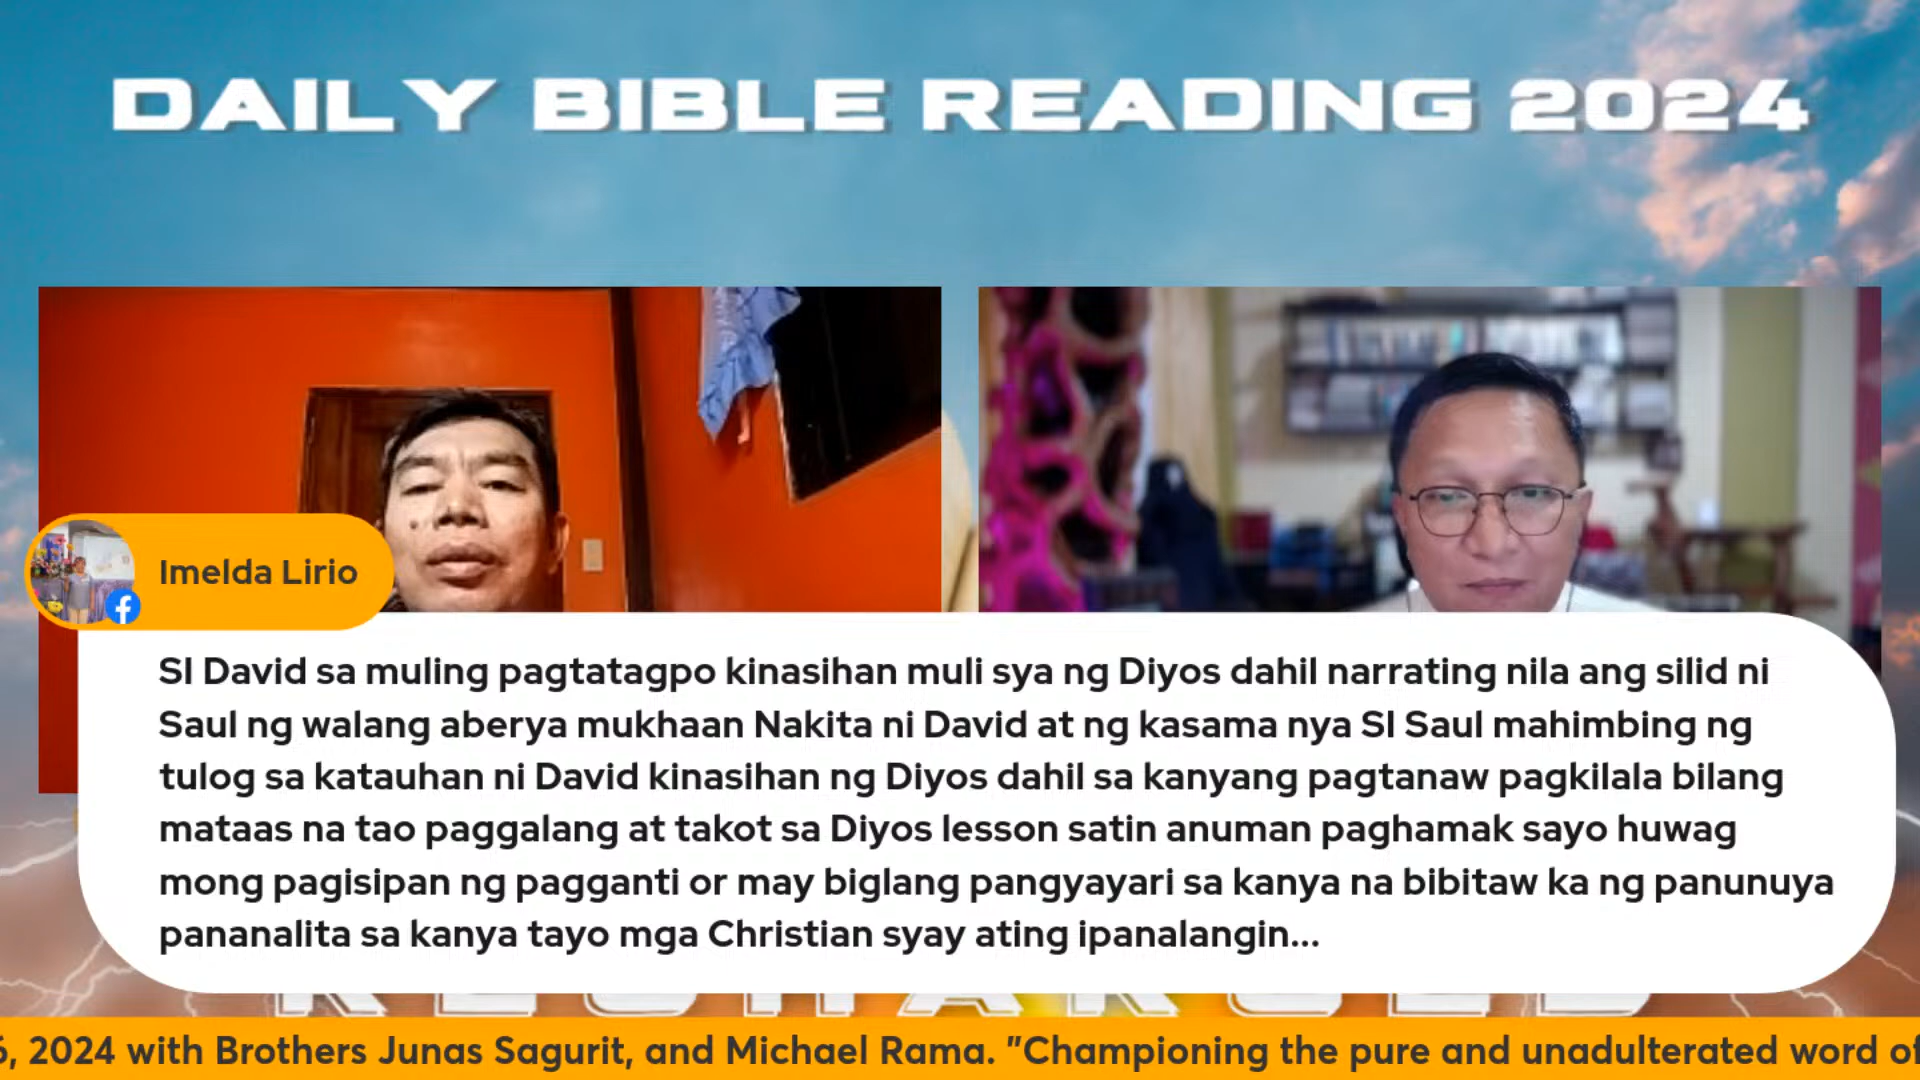 DAILY BIBLE READING 2024
Imelda Lirio
SI David sa muling pagtatagpo kinasihan muli sya ng Diyos dahil narrating nila ang silid ni
Saul ng walang aberya mukhaan Nakita ni David at ng kasama nya SI Saul mahimbing ng
tulog sa katauhan ni David kinasihan ng Diyos dahil sa kanyang pagtanaw pagkilala bilang
mataas na tao paggalang at takot sa Diyos lesson satin anuman paghamak sayo huwag
mong pagisipan ng pagganti or may biglang pangyayari sa kanya na bibitaw ka ng panunuya
pananalita sa kanya tayo mga Christian syay ating ipanalangin...
, 2024 with Brothers Junas Sagurit, and Michael Rama. "Championing the pure and unadulterated word of